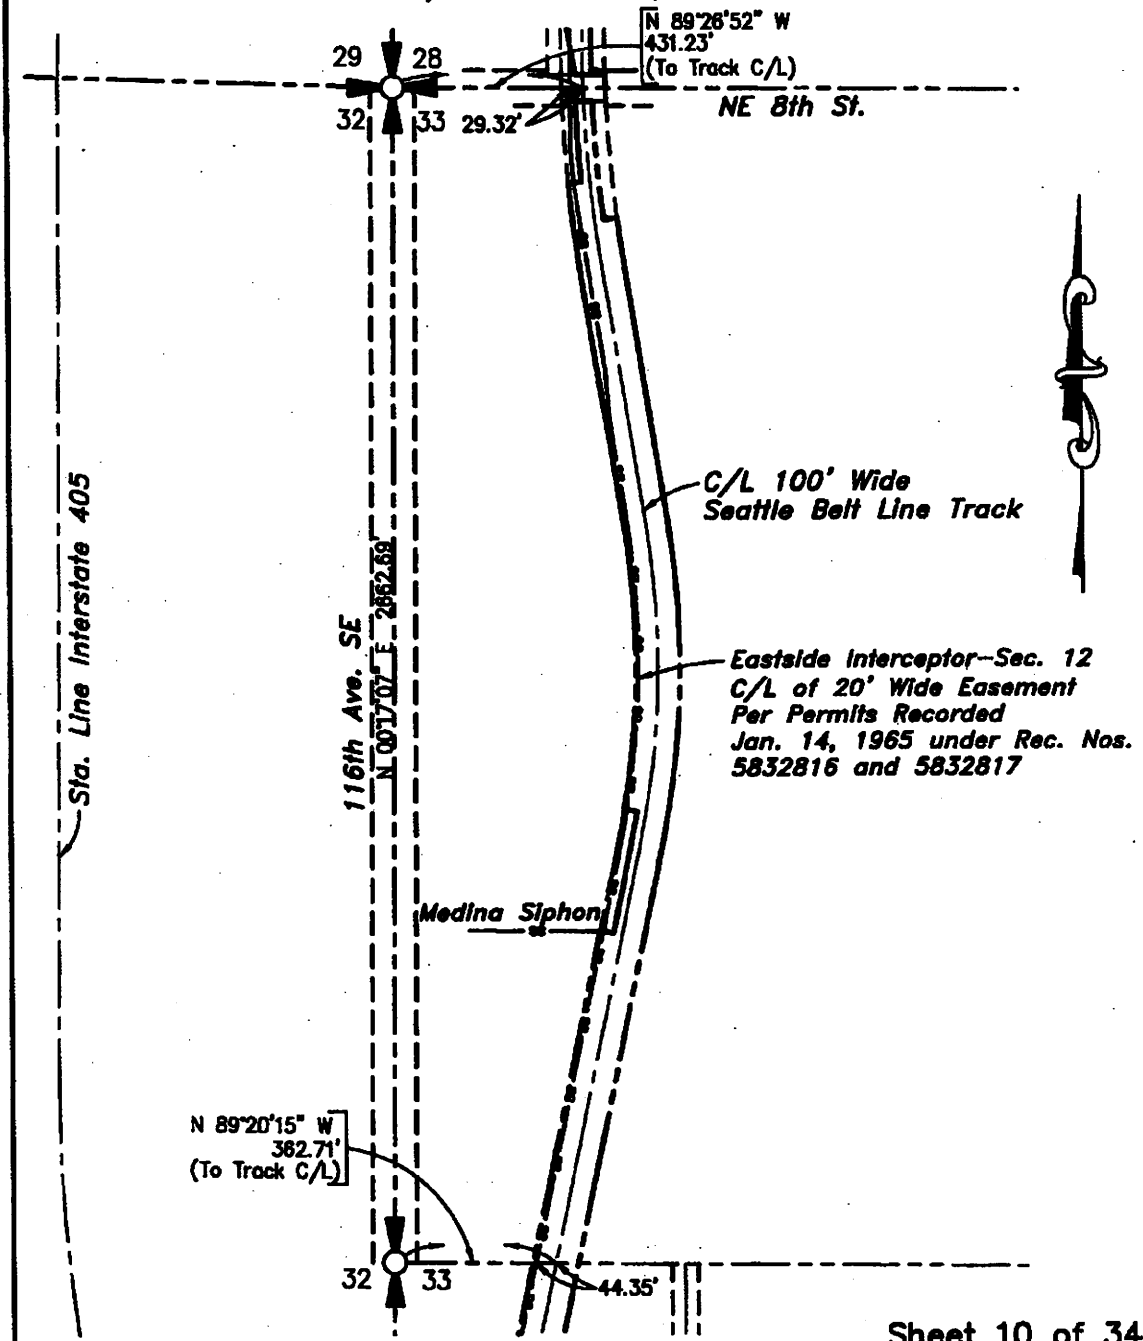 N 89°26'52" W
431.23'
(To Track C/L)
29 28
32 33
29.32'
NE 8th St.
C/L 100' Wide
Seattle Belt Line Track
Sta. Line Interstate 405
116th Ave. SE
N 00°17'07" E 2662.69'
Eastside Interceptor-Sec. 12
C/L of 20' Wide Easement
Per Permits Recorded
Jan. 14, 1965 under Rec. Nos.
5832816 and 5832817
Medina Siphon
N 89°20'15" W
362.71'
(To Track C/L)
32 33
44.35'
Sheet 10 of 34